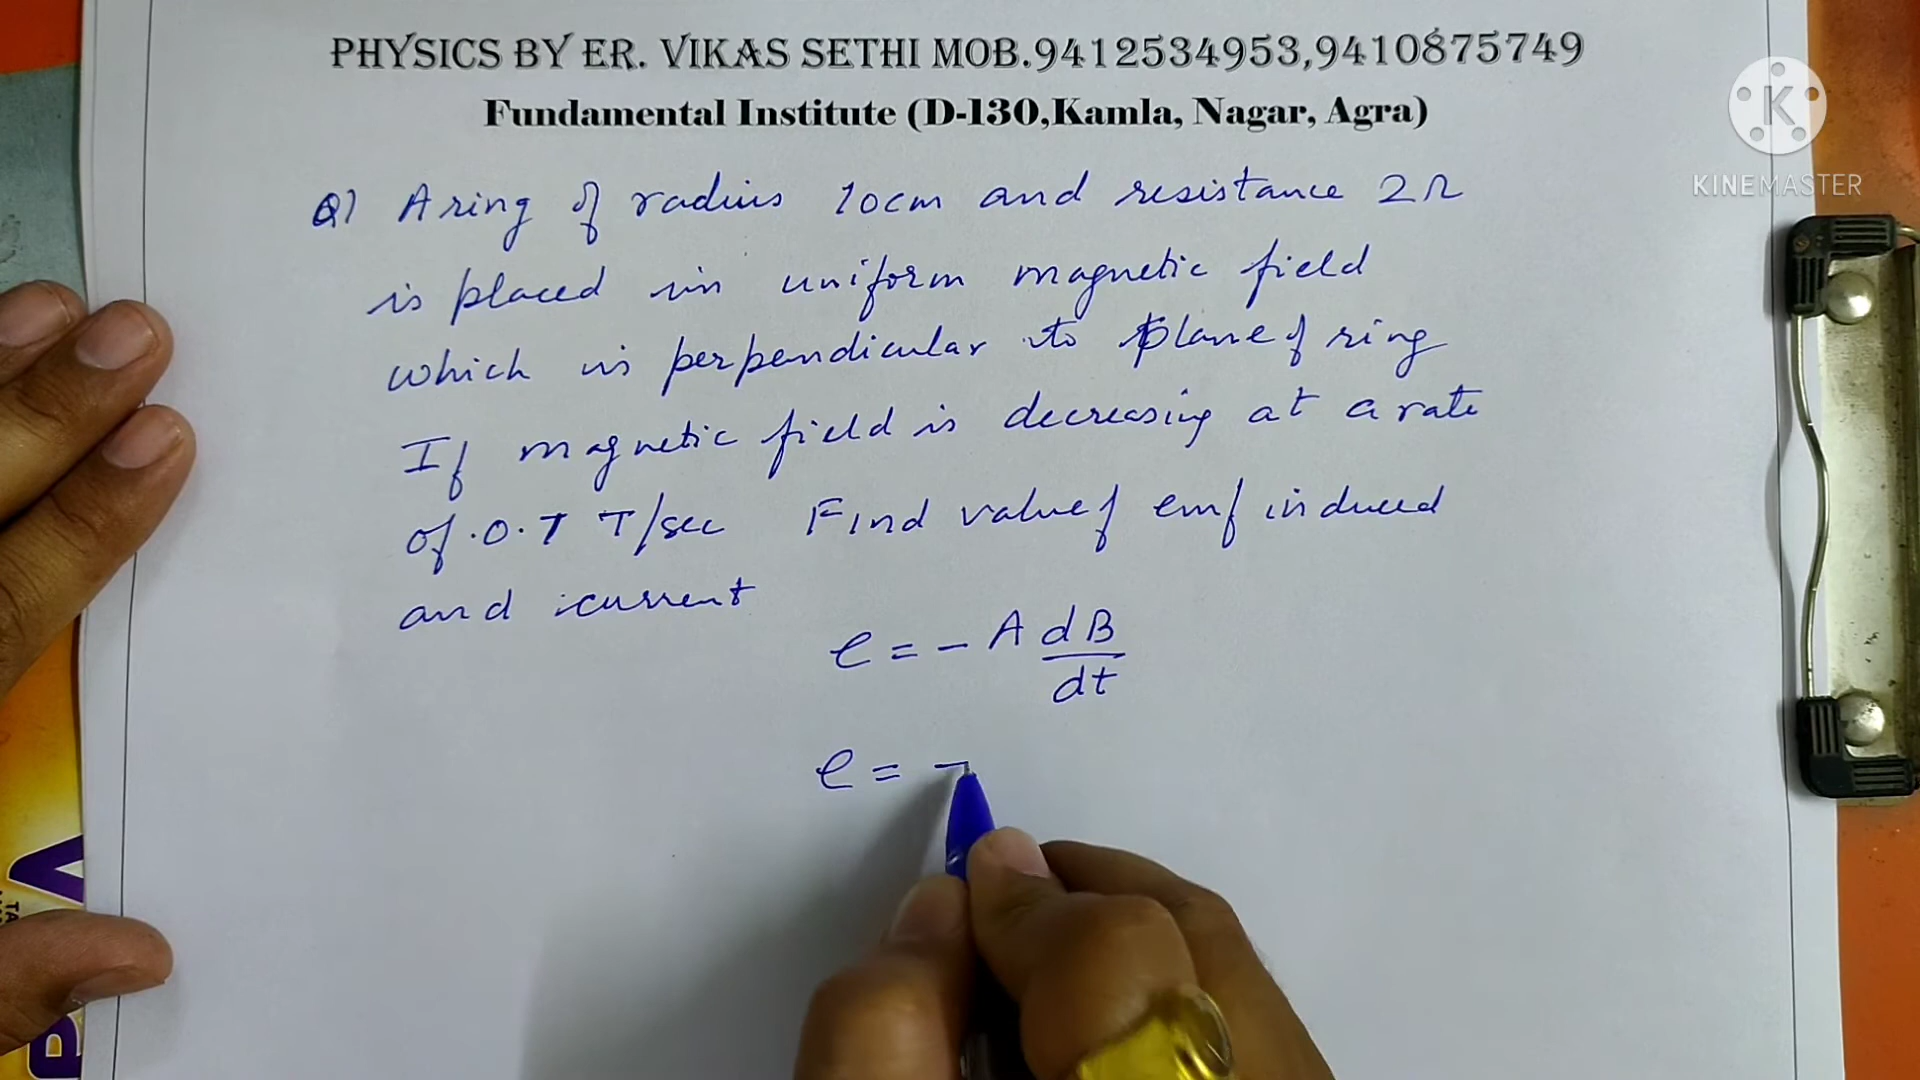 PHYSICS BY ER. VIKAS SETHI MOB.9412534953,9410875749
Fundamental Institute (D-130,Kamla, Nagar, Agra)
KINEMASTER
Q1 A ring of radius 10cm and resistance 2Ω
is placed in uniform magnetic field
which is perpendicular to plane of ring
If magnetic field is decreasing at a rate
of 0.7 T/sec Find value of emf induced
and current
e = - A dB/dt
e = -